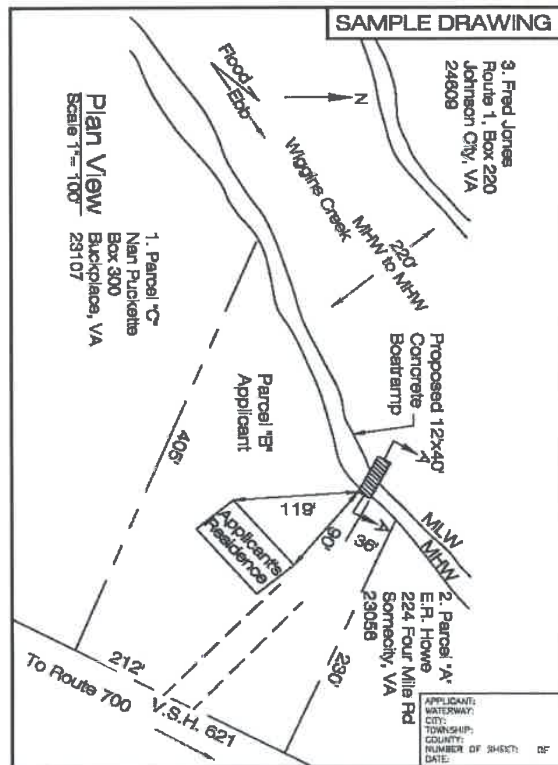 SAMPLE DRAWING
3. Fred Jones
Route 1, Box 220
Johnson City, VA
24609
Flood
Ebb
N
Wiggins Creek
220'
MHW to MHW
Plan View
Scale 1" = 100'
1. Parcel "C"
Nan Puckette
Box 300
Buckplace, VA
23107
Proposed 12'x40'
Concrete
Boatramp
Parcel "B"
Applicant
A
A
MLW
MHW
405'
119'
90'
36'
Applicant's
Residence
2. Parcel "A"
E.R. Howe
224 Four Mile Rd
Somecity, VA
23056
290'
212'
To Route 700
V.S.H. 621
APPLICANT:
WATERWAY:
CITY:
TOWNSHIP:
COUNTY:
NUMBER OF SHEET: OF
DATE: